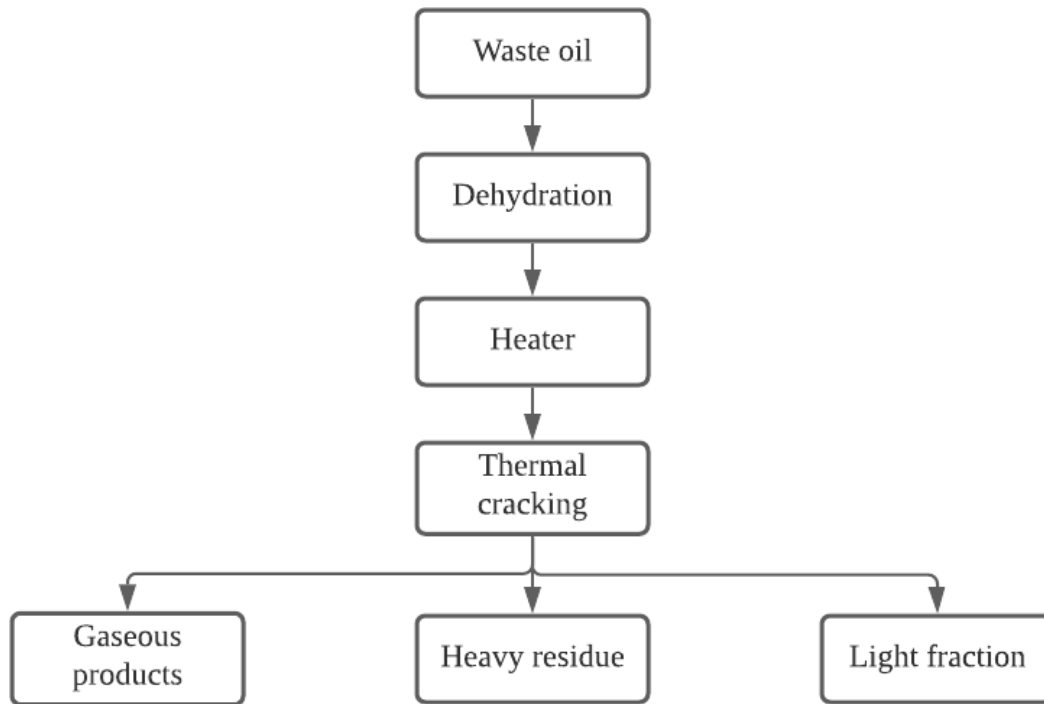 Waste oil
Dehydration
Heater
Thermal
cracking
Gaseous
products
Heavy residue
Light fraction